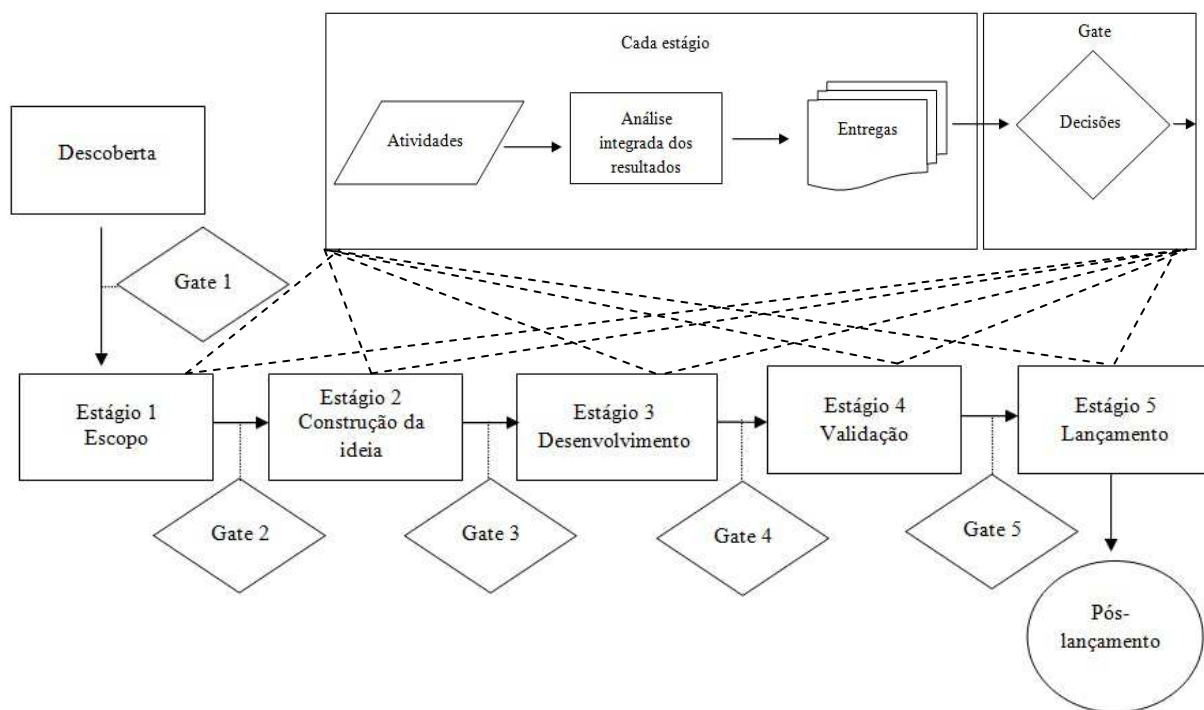 Cada estágio
Gate
Atividades
Análise
integrada dos
resultados
Entregas
Decisões
Descoberta
Gate 1
Estágio 1
Escopo
Estágio 2
Construção da
ideia
Estágio 3
Desenvolvimento
Estágio 4
Validação
Estágio 5
Lançamento
Gate 2
Gate 3
Gate 4
Gate 5
Pós-
lançamento